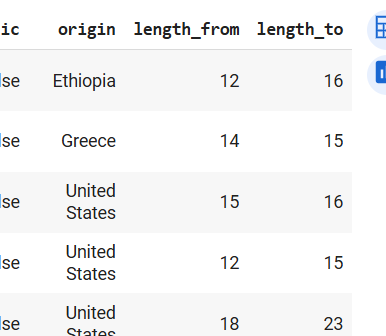 ic origin length_from length_to
lse Ethiopia 12 16
lse Greece 14 15
United
lse States 15 16
United
lse States 12 15
United
lse States 18 23